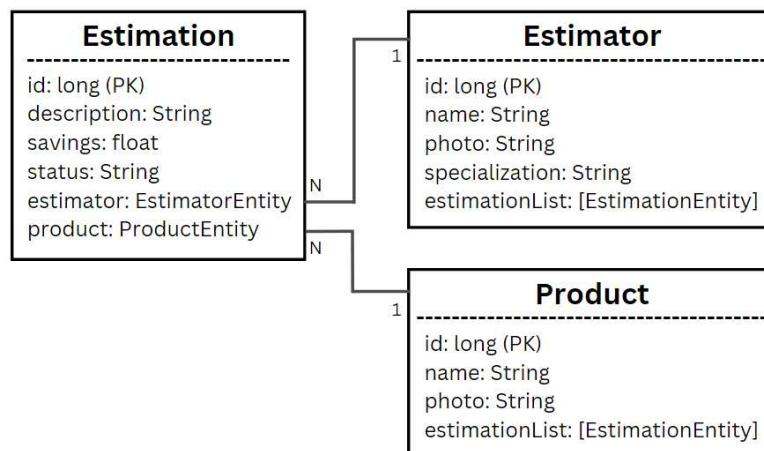 Estimation
id: long (PK)
description: String
savings: float
status: String
estimator: EstimatorEntity
product: ProductEntity
N
N
1
Estimator
id: long (PK)
name: String
photo: String
specialization: String
estimationList: [EstimationEntity]
1
Product
id: long (PK)
name: String
photo: String
estimationList: [EstimationEntity]